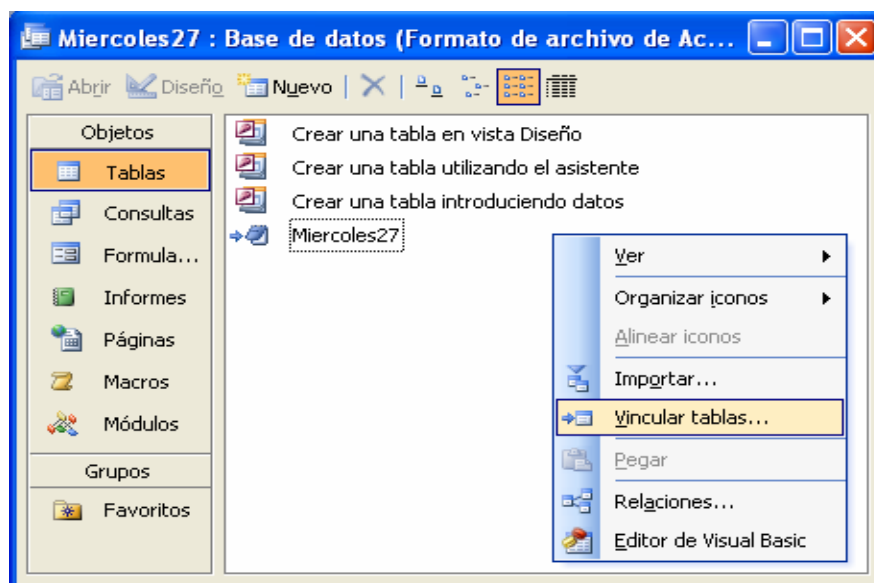 Miercoles27 : Base de datos (Formato de archivo de Ac...
Abrir Diseño Nuevo
Objetos
Tablas
Consultas
Formula...
Informes
Páginas
Macros
Módulos
Grupos
Favoritos
Crear una tabla en vista Diseño
Crear una tabla utilizando el asistente
Crear una tabla introduciendo datos
Miercoles27
Ver
Organizar iconos
Alinear iconos
Importar...
Vincular tablas...
Pegar
Relaciones...
Editor de Visual Basic